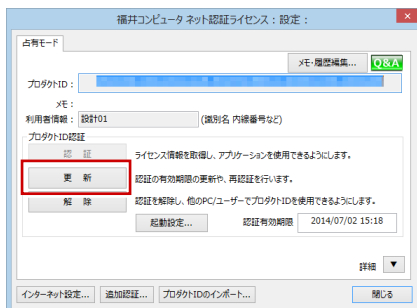 福井コンピュータ ネット認証ライセンス：設定：
占有モード
メモ・履歴編集... Q&A
プロダクトID：
メモ：
利用者情報： 設計01 (識別名 内線番号など)
プロダクトID認証
認 証 ライセンス情報を取得し、アプリケーションを使用できるようにします。
更 新 認証の有効期限の更新や、再認証を行います。
解 除 認証を解除し、他のPC/ユーザーでプロダクトIDを使用できるようにします。
起動設定... 認証有効期限 2014/07/02 15:18
詳細 ▼
インターネット設定... 追加認証... プロダクトIDのインポート... 閉じる